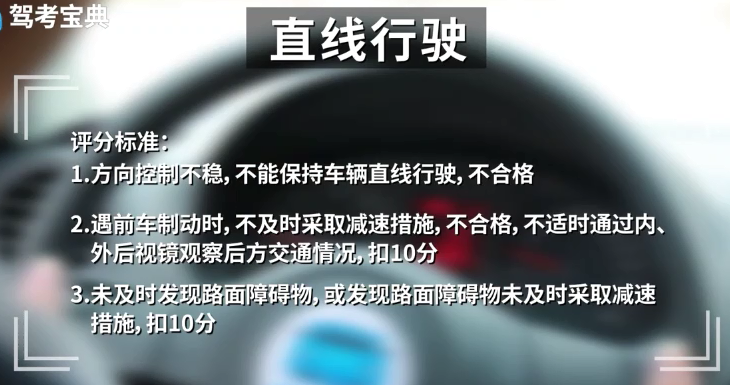 驾考宝典
直线行驶
评分标准：
1.方向控制不稳，不能保持车辆直线行驶，不合格
2.遇前车制动时，不及时采取减速措施，不合格，不适时通过内、
外后视镜观察后方交通情况，扣10分
3.未及时发现路面障碍物，或发现路面障碍物未及时采取减速
措施，扣10分